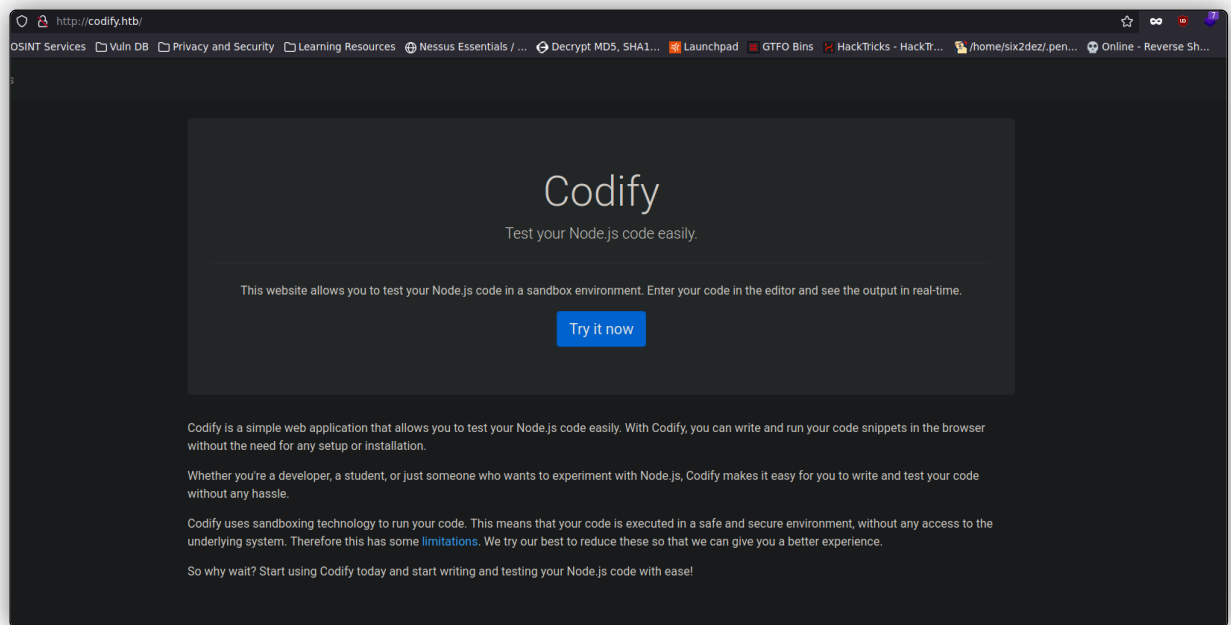 http://codify.htb/
7
OSINT Services Vuln DB Privacy and Security Learning Resources Nessus Essentials / ... Decrypt MD5, SHA1... Launchpad GTFO Bins HackTricks - HackTr... /home/six2dez/.pen... Online - Reverse Sh...
s
Codify
Test your Node.js code easily.
This website allows you to test your Node.js code in a sandbox environment. Enter your code in the editor and see the output in real-time.
Try it now
Codify is a simple web application that allows you to test your Node.js code easily. With Codify, you can write and run your code snippets in the browser
without the need for any setup or installation.
Whether you're a developer, a student, or just someone who wants to experiment with Node.js, Codify makes it easy for you to write and test your code
without any hassle.
Codify uses sandboxing technology to run your code. This means that your code is executed in a safe and secure environment, without any access to the
underlying system. Therefore this has some limitations. We try our best to reduce these so that we can give you a better experience.
So why wait? Start using Codify today and start writing and testing your Node.js code with ease!